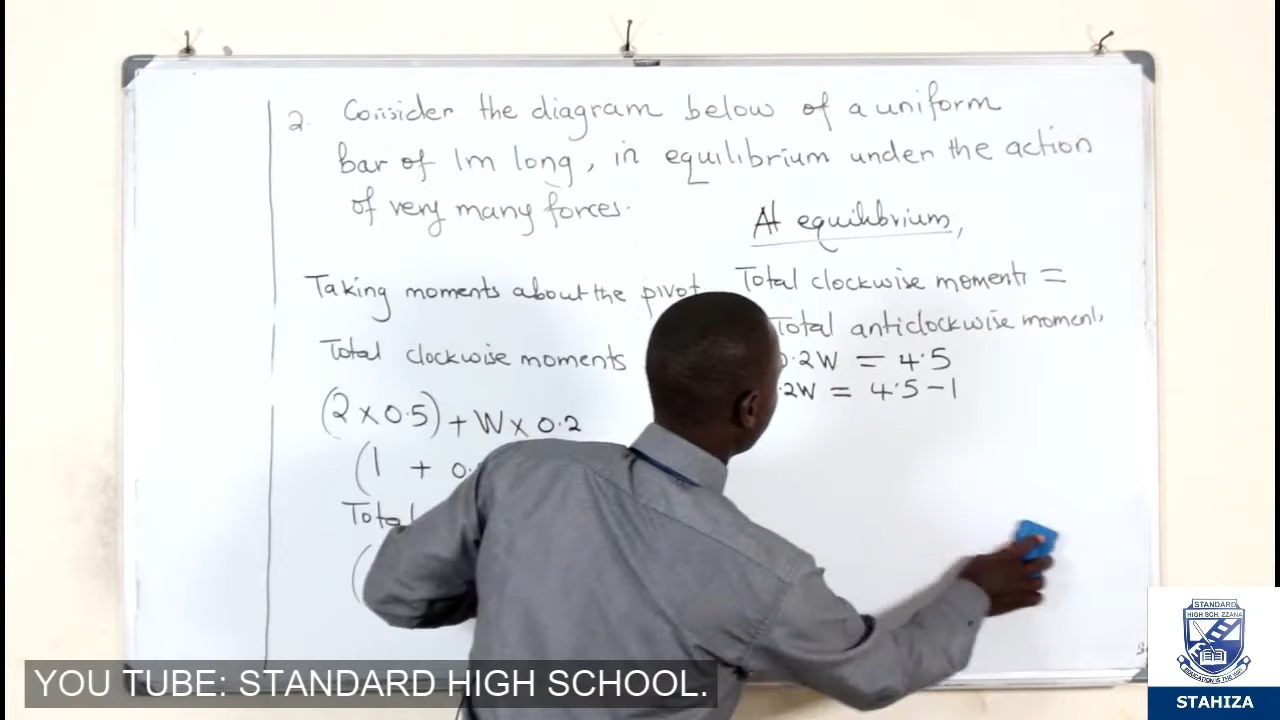 2. Consider the diagram below of a uniform
bar of 1m long, in equilibrium under the action
of very many forces.
Taking moments about the pivot
Total clockwise moments
(2 x 0.5) + W x 0.2
(1 + 0.
Total
(
At equilibrium,
Total clockwise moments =
Total anticlockwise moments
0.2W = 4.5
.2W = 4.5 - 1
YOU TUBE: STANDARD HIGH SCHOOL.
STANDARD
HIGH SCH. ZZANA
STAHIZA